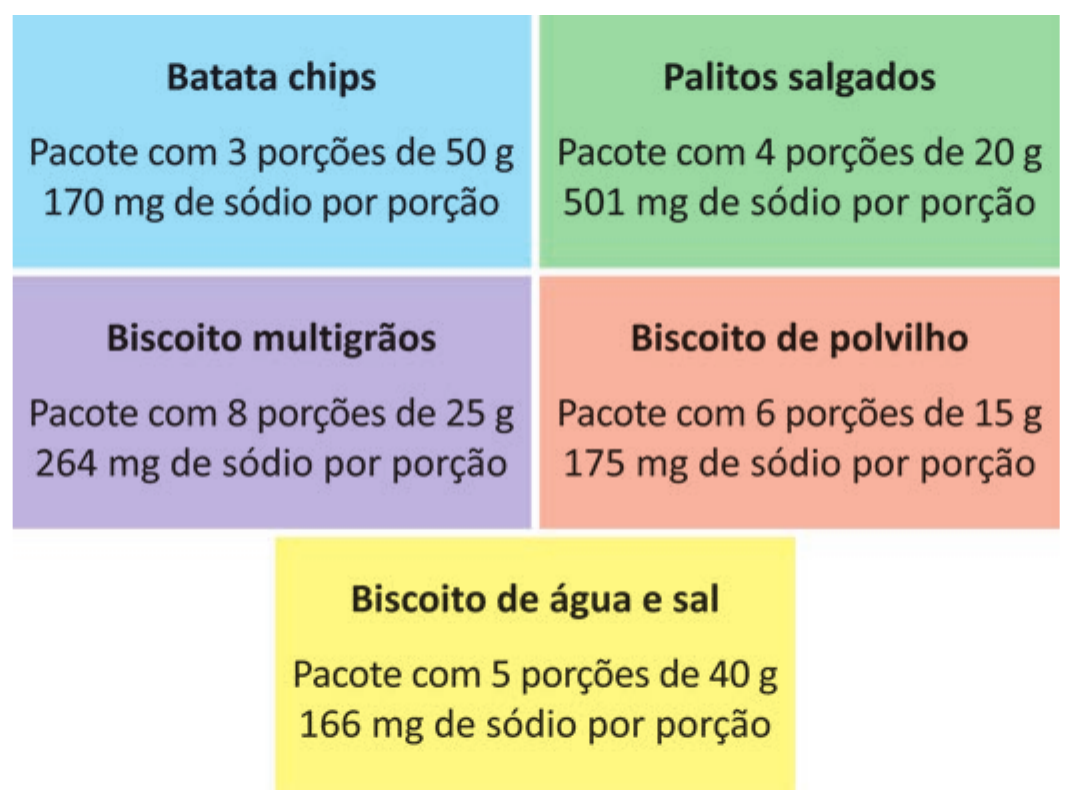 Batata chips
Pacote com 3 porções de 50 g
170 mg de sódio por porção
Palitos salgados
Pacote com 4 porções de 20 g
501 mg de sódio por porção
Biscoito multigrãos
Pacote com 8 porções de 25 g
264 mg de sódio por porção
Biscoito de polvilho
Pacote com 6 porções de 15 g
175 mg de sódio por porção
Biscoito de água e sal
Pacote com 5 porções de 40 g
166 mg de sódio por porção